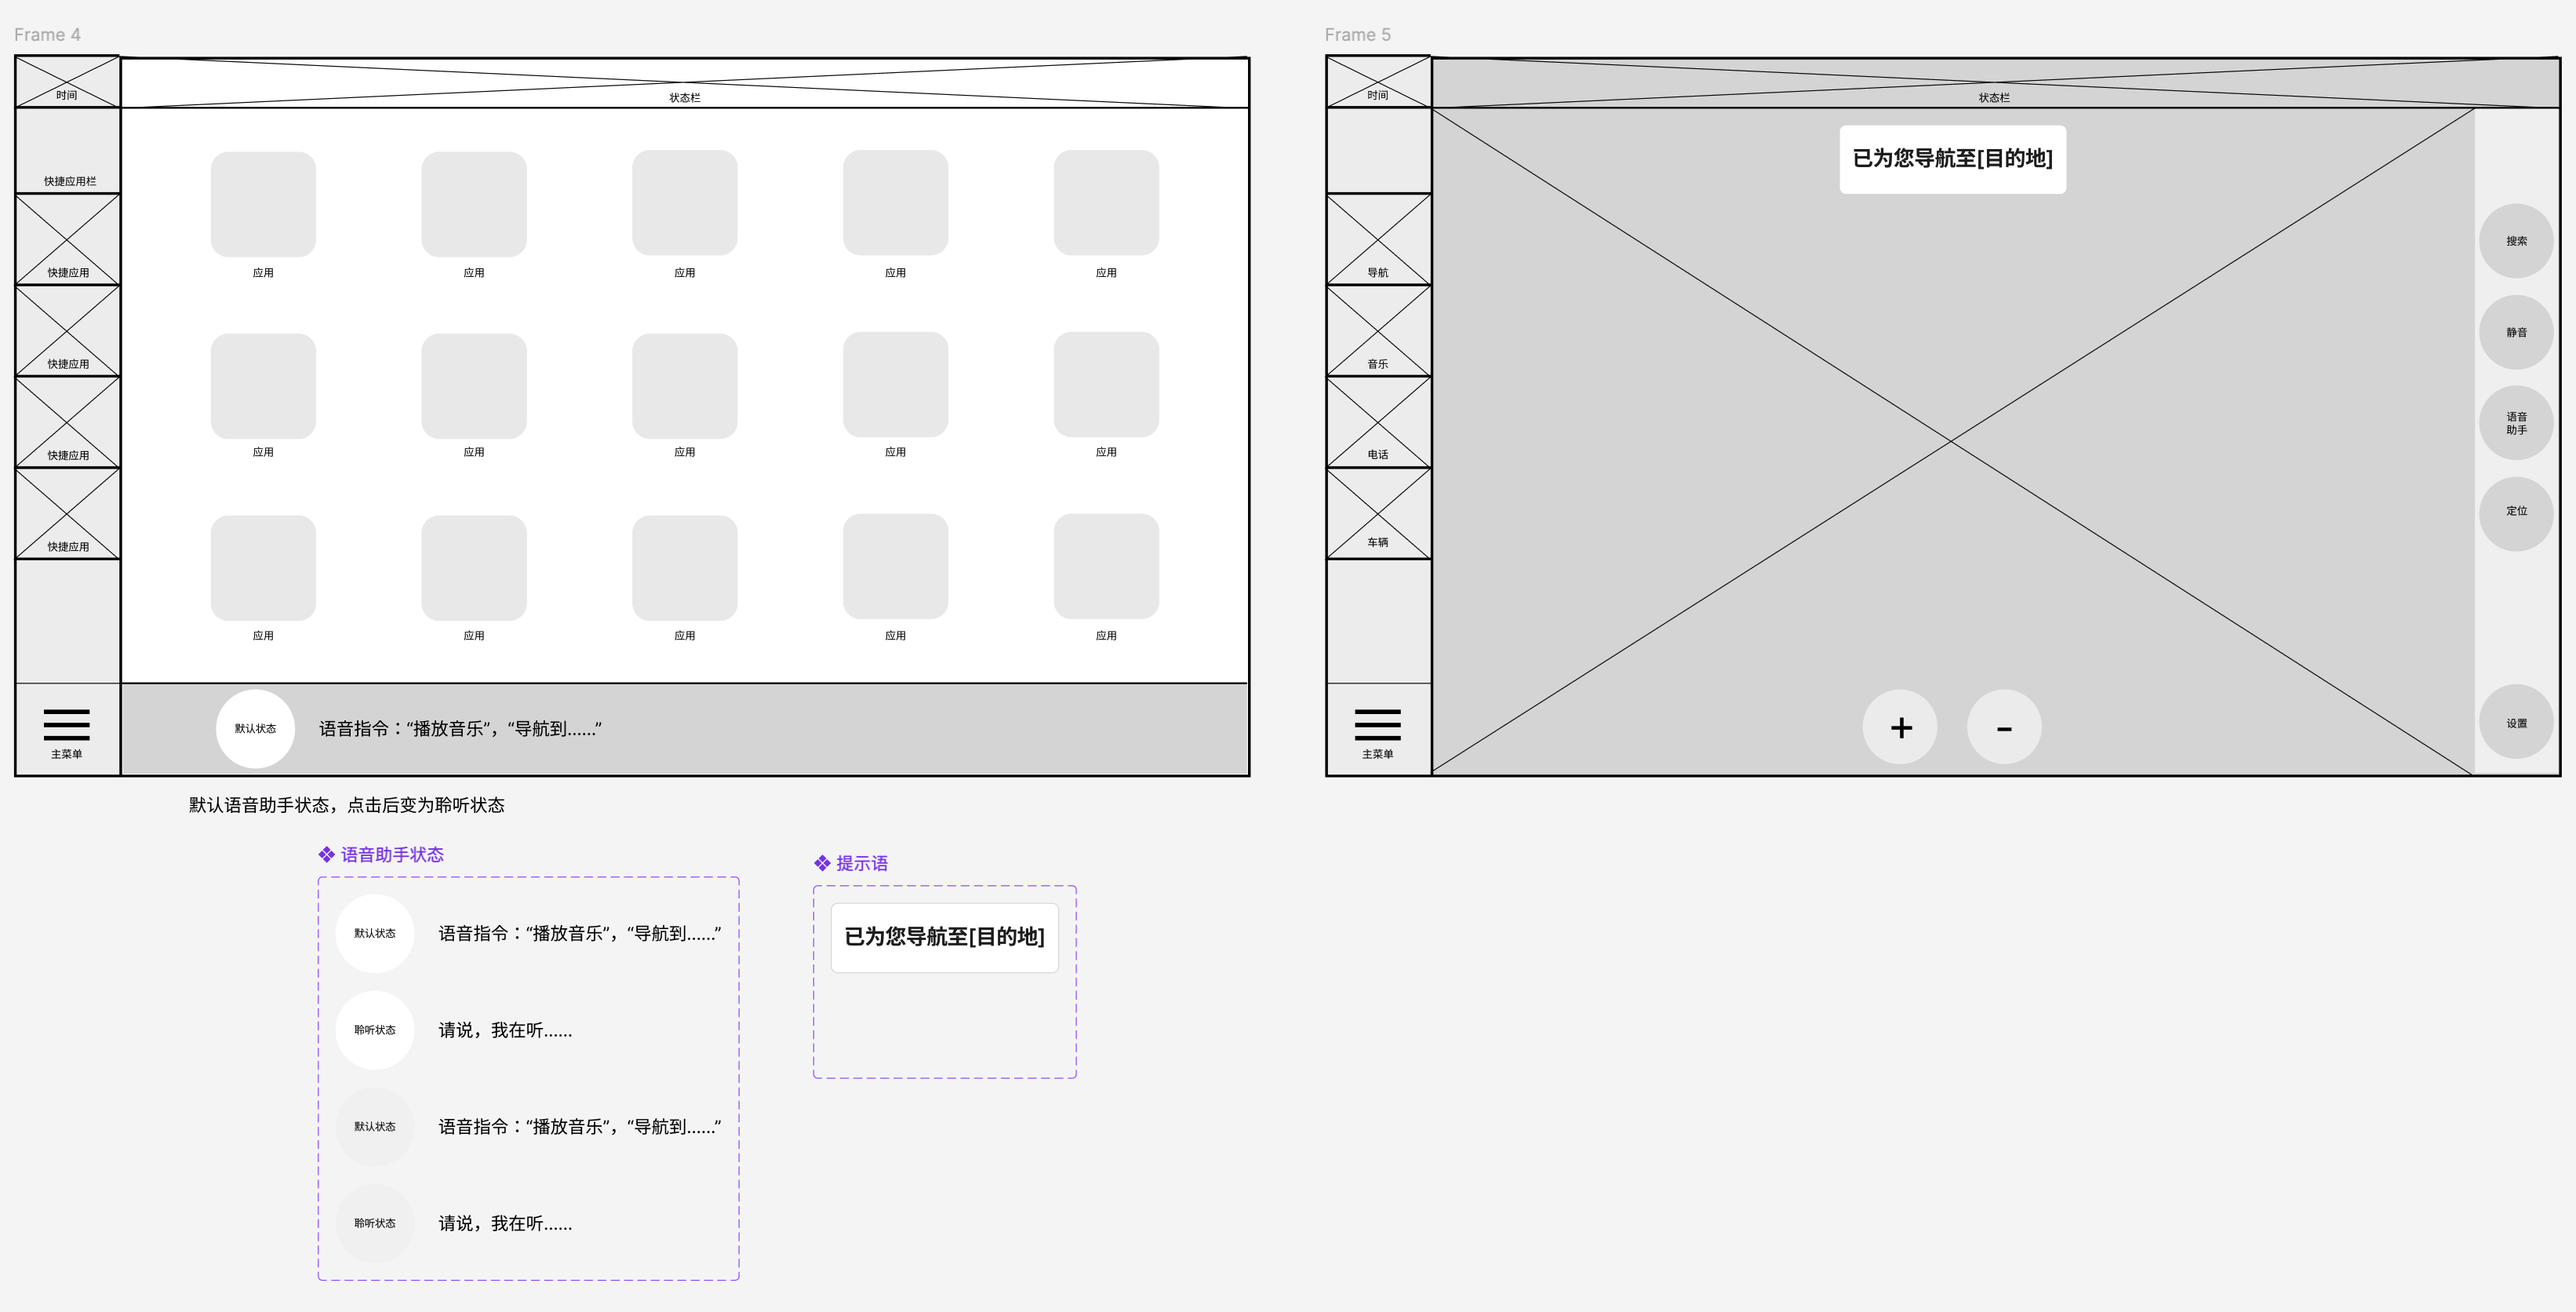 Frame 4
时间
状态栏
快捷应用栏
快捷应用
快捷应用
快捷应用
快捷应用
应用 应用 应用 应用 应用
应用 应用 应用 应用 应用
应用 应用 应用 应用 应用
主菜单
默认状态
语音指令：“播放音乐”，“导航到……”
默认语音助手状态，点击后变为聆听状态
Frame 5
时间
状态栏
已为您导航至[目的地]
导航
音乐
电话
车辆
主菜单
搜索
静音
语音
助手
定位
设置
+
-
语音助手状态
默认状态
语音指令：“播放音乐”，“导航到……”
聆听状态
请说，我在听……
默认状态
语音指令：“播放音乐”，“导航到……”
聆听状态
请说，我在听……
提示语
已为您导航至[目的地]